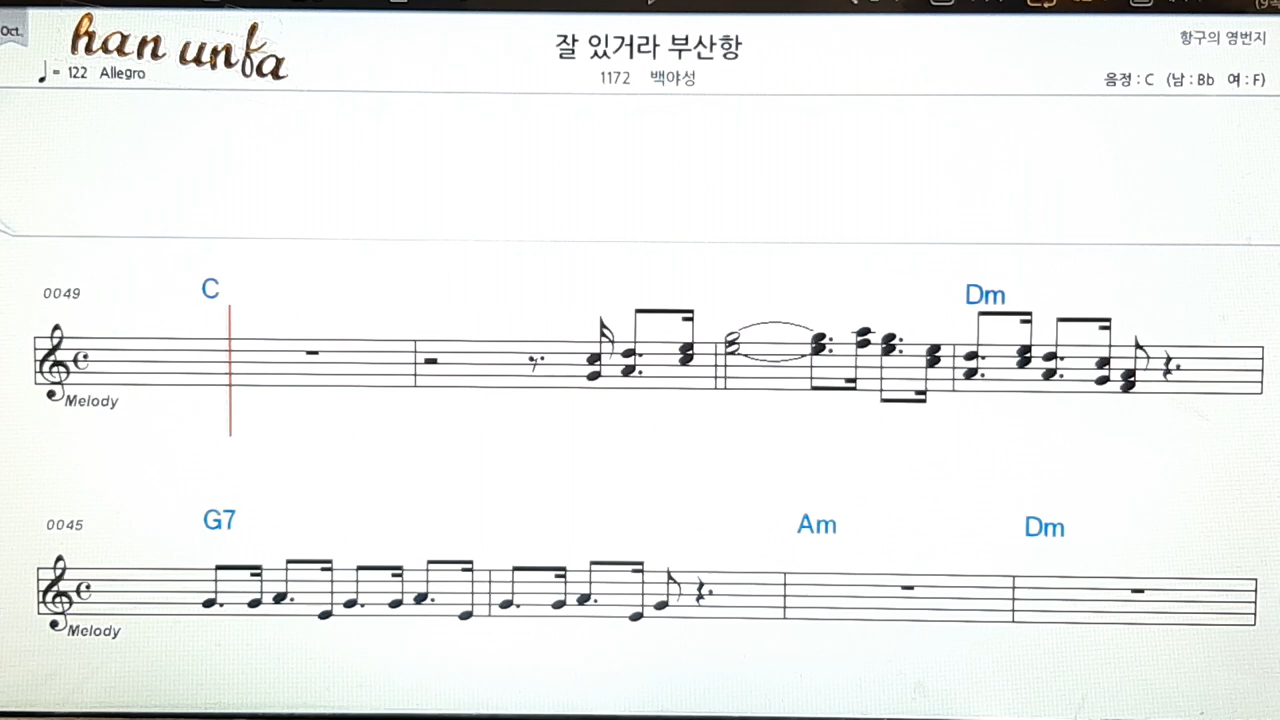 Oct.
han unfa
♩= 122 Allegro
잘 있거라 부산항
1172 백야성
항구의 영번지
음정 : C (남 : Bb 여 : F)
0049
C
Dm
Melody
0045
G7
Am
Dm
Melody